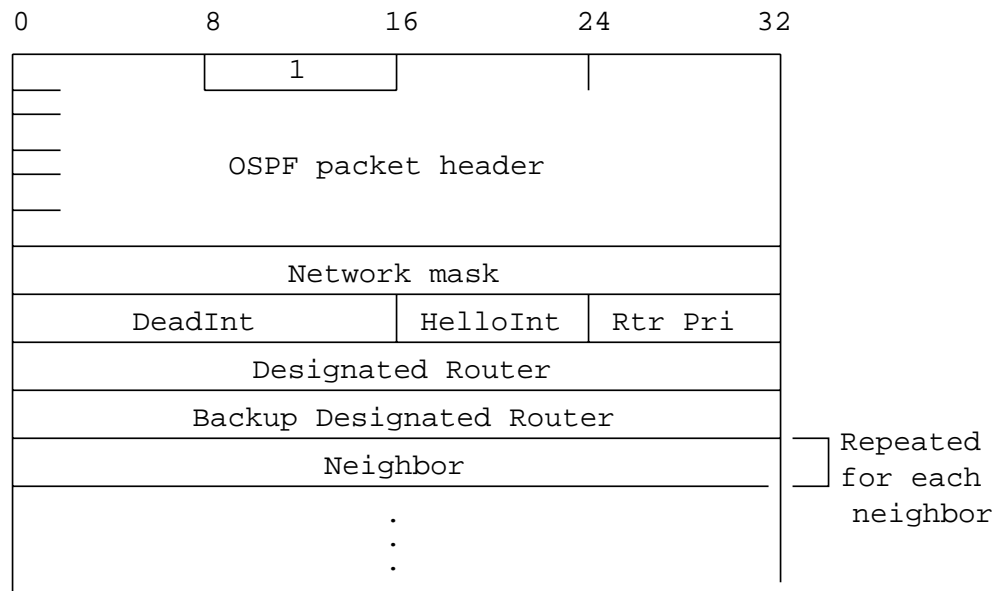 0 8 16 24 32
1
OSPF packet header
Network mask
DeadInt HelloInt Rtr Pri
Designated Router
Backup Designated Router
Neighbor
Repeated
for each
neighbor
.
.
.